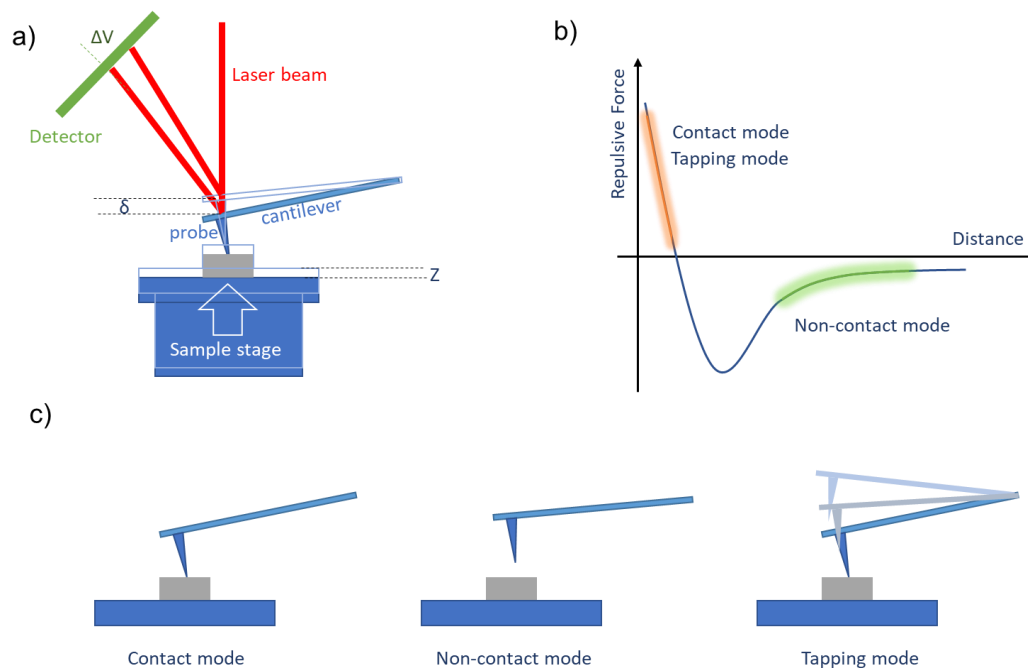 a)
ΔV
Laser beam
Detector
δ
cantilever
probe
Z
Sample stage
b)
Repulsive Force
Contact mode
Tapping mode
Distance
Non-contact mode
c)
Contact mode
Non-contact mode
Tapping mode